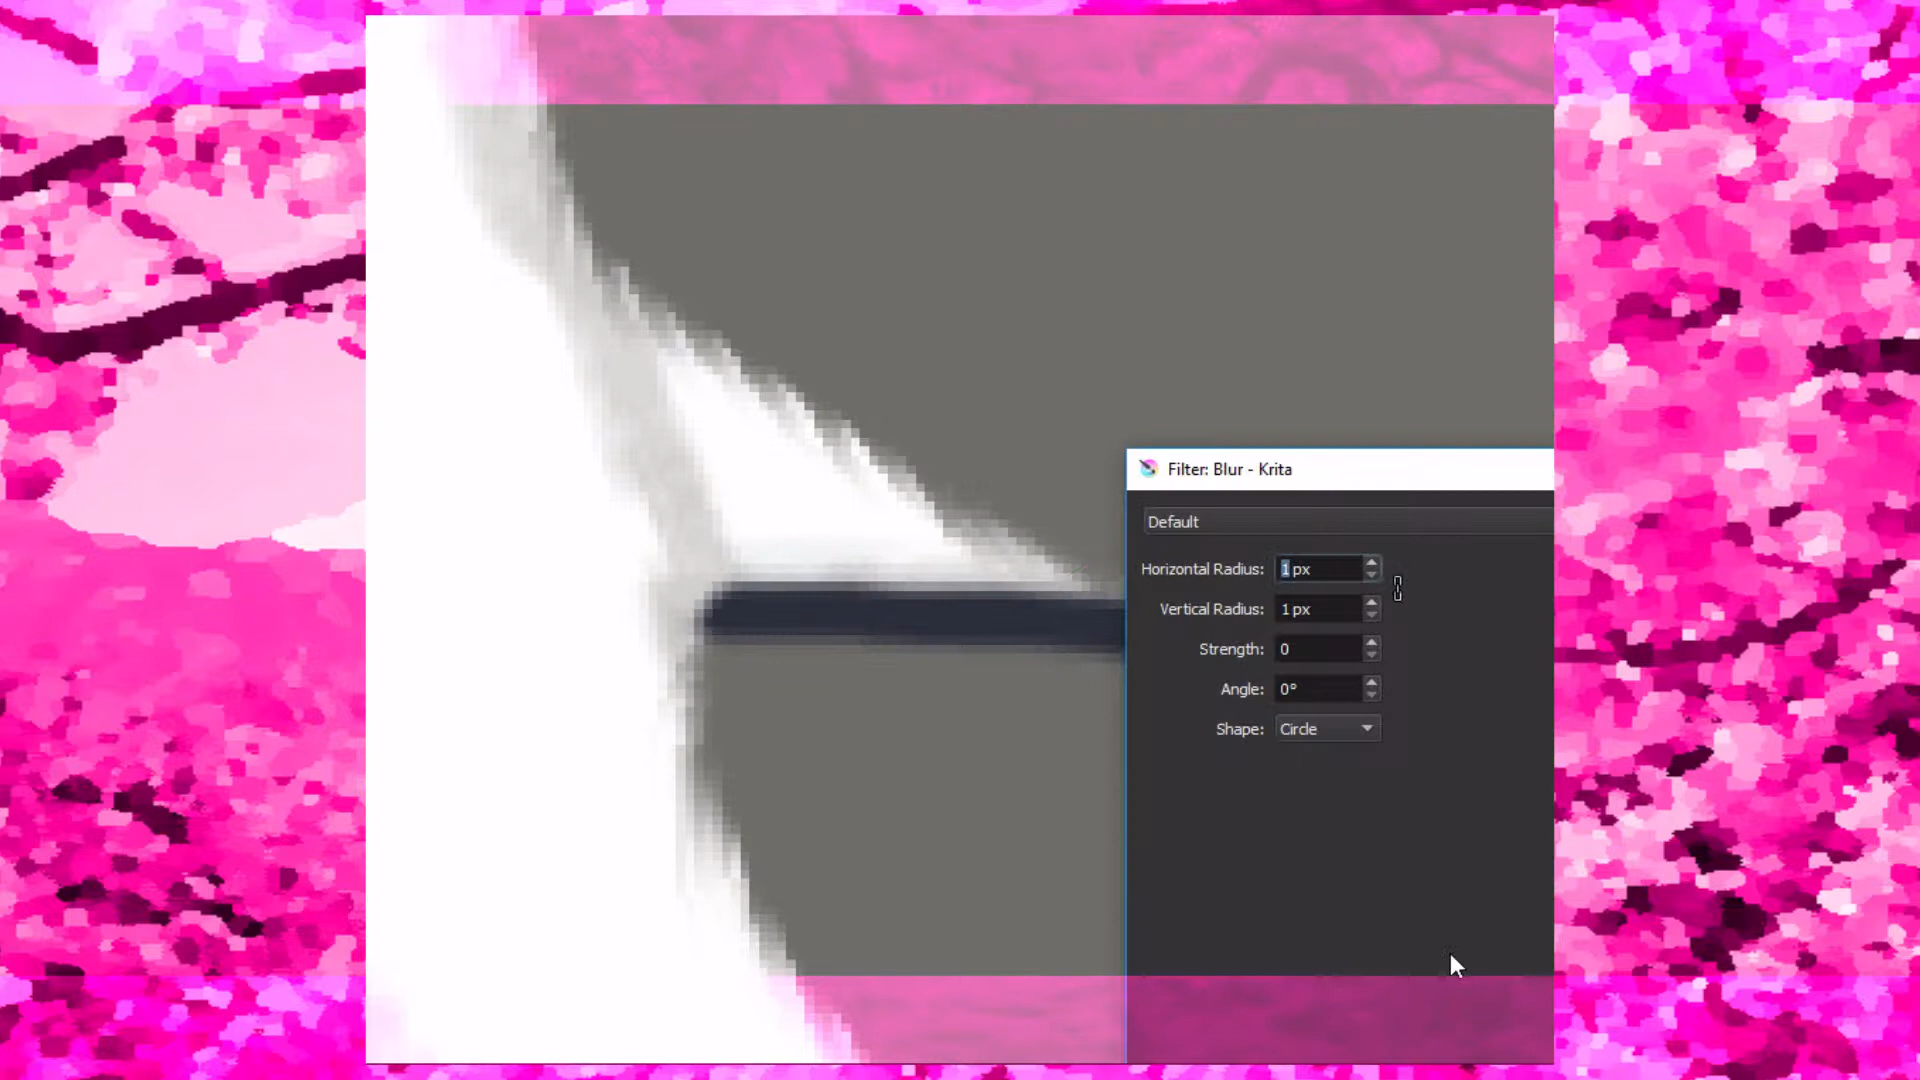 Filter: Blur - Krita
Default
Horizontal Radius: 1 px
Vertical Radius: 1 px
Strength: 0
Angle: 0°
Shape: Circle